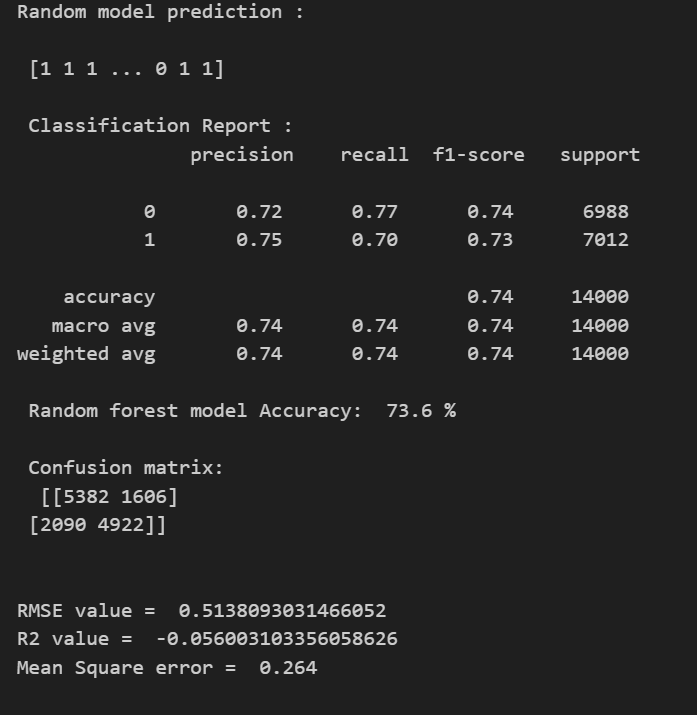 Random model prediction :
[1 1 1 ... 0 1 1]
Classification Report :
precision recall f1-score support
0 0.72 0.77 0.74 6988
1 0.75 0.70 0.73 7012
accuracy 0.74 14000
macro avg 0.74 0.74 0.74 14000
weighted avg 0.74 0.74 0.74 14000
Random forest model Accuracy: 73.6 %
Confusion matrix:
[[5382 1606]
[2090 4922]]
RMSE value = 0.5138093031466052
R2 value = -0.056003103356058626
Mean Square error = 0.264